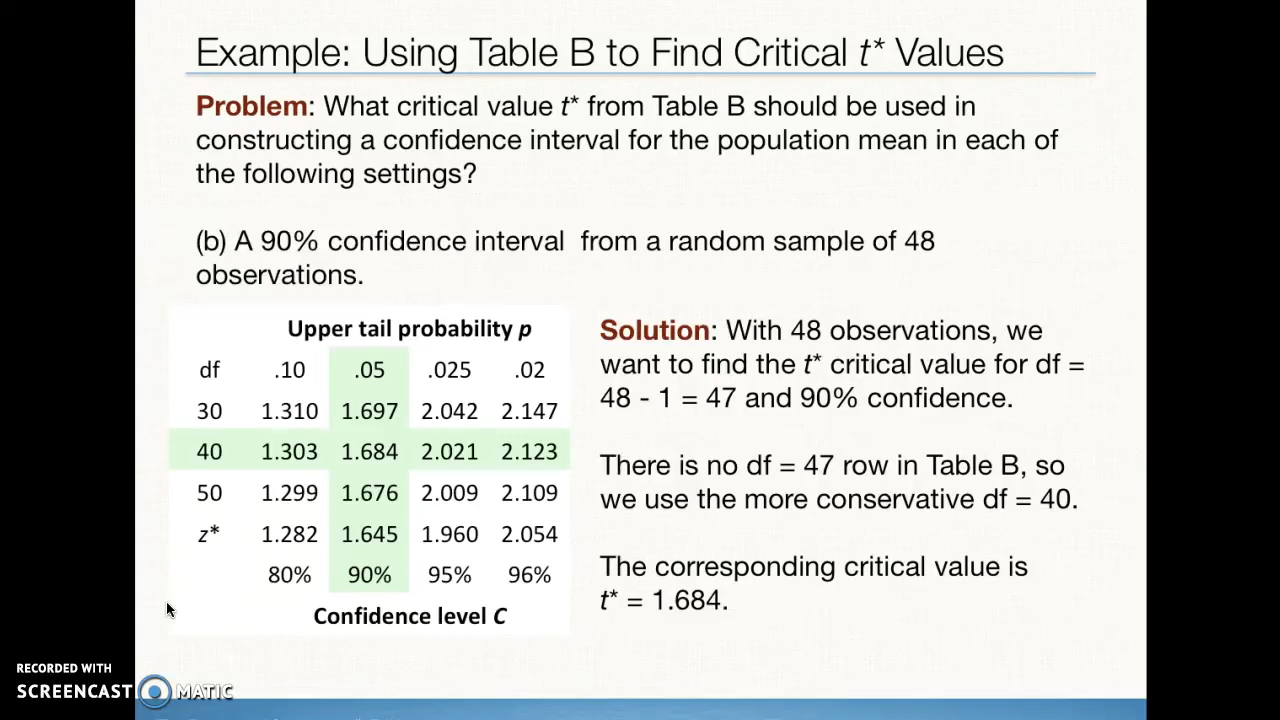 Example: Using Table B to Find Critical t* Values
Problem: What critical value t* from Table B should be used in
constructing a confidence interval for the population mean in each of
the following settings?
(b) A 90% confidence interval from a random sample of 48
observations.
Upper tail probability p
df .10 .05 .025 .02
30 1.310 1.697 2.042 2.147
40 1.303 1.684 2.021 2.123
50 1.299 1.676 2.009 2.109
z* 1.282 1.645 1.960 2.054
80% 90% 95% 96%
Confidence level C
Solution: With 48 observations, we
want to find the t* critical value for df =
48 - 1 = 47 and 90% confidence.
There is no df = 47 row in Table B, so
we use the more conservative df = 40.
The corresponding critical value is
t* = 1.684.
RECORDED WITH
SCREENCAST MATIC